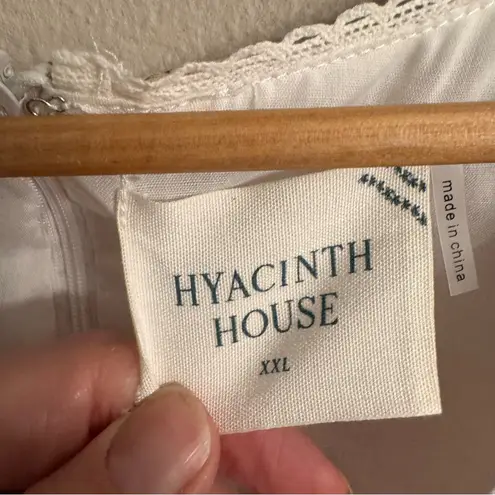 HYACINTH
HOUSE
XXL
made in china